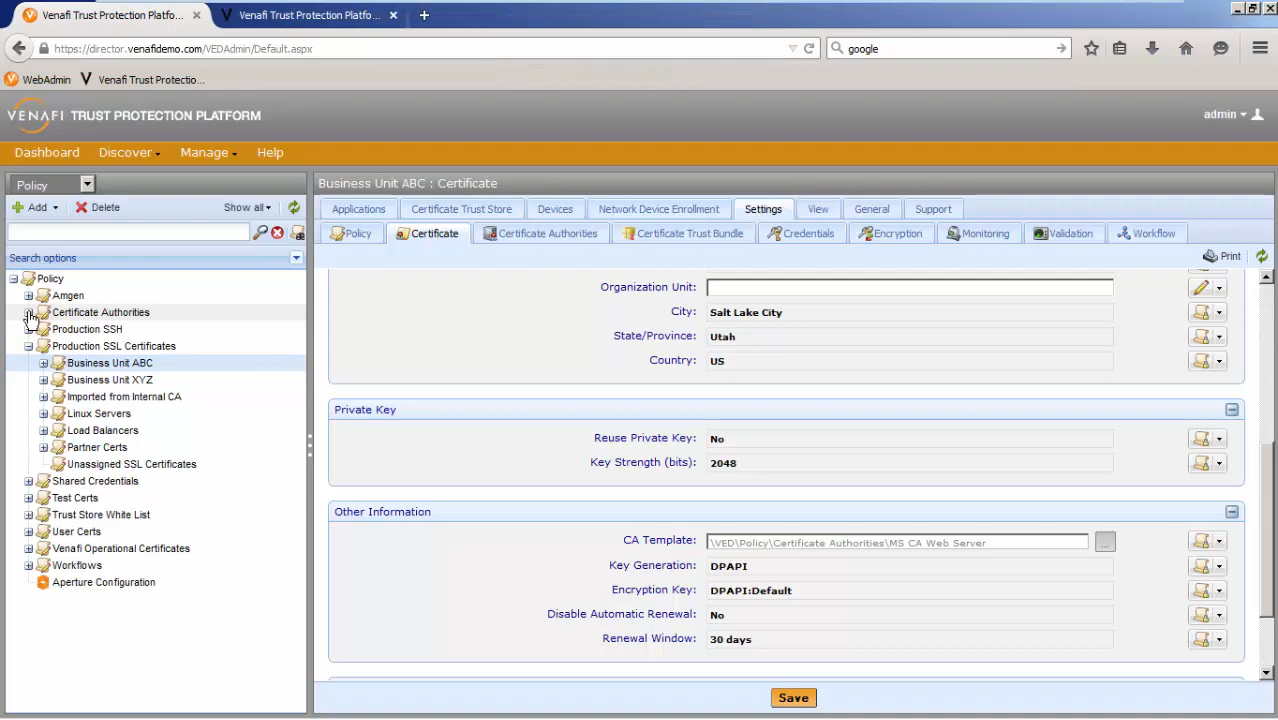 Venafi Trust Protection Platfo... × Venafi Trust Protection Platfo... × +
https://director.venafidemo.com/VEDAdmin/Default.aspx google
WebAdmin Venafi Trust Protectio...
VENAFI TRUST PROTECTION PLATFORM admin
Dashboard Discover Manage Help
Policy
Business Unit ABC : Certificate
Add Delete Show all
Applications Certificate Trust Store Devices Network Device Enrollment Settings View General Support
Policy Certificate Certificate Authorities Certificate Trust Bundle Credentials Encryption Monitoring Validation Workflow
Search options
Print
Policy
Amgen
Certificate Authorities
Production SSH
Production SSL Certificates
Business Unit ABC
Business Unit XYZ
Imported from Internal CA
Linux Servers
Load Balancers
Partner Certs
Unassigned SSL Certificates
Shared Credentials
Test Certs
Trust Store White List
User Certs
Venafi Operational Certificates
Workflows
Aperture Configuration
Organization Unit:
City: Salt Lake City
State/Province: Utah
Country: US
Private Key
Reuse Private Key: No
Key Strength (bits): 2048
Other Information
CA Template: \VED\Policy\Certificate Authorities\MS CA Web Server ...
Key Generation: DPAPI
Encryption Key: DPAPI:Default
Disable Automatic Renewal: No
Renewal Window: 30 days
Save